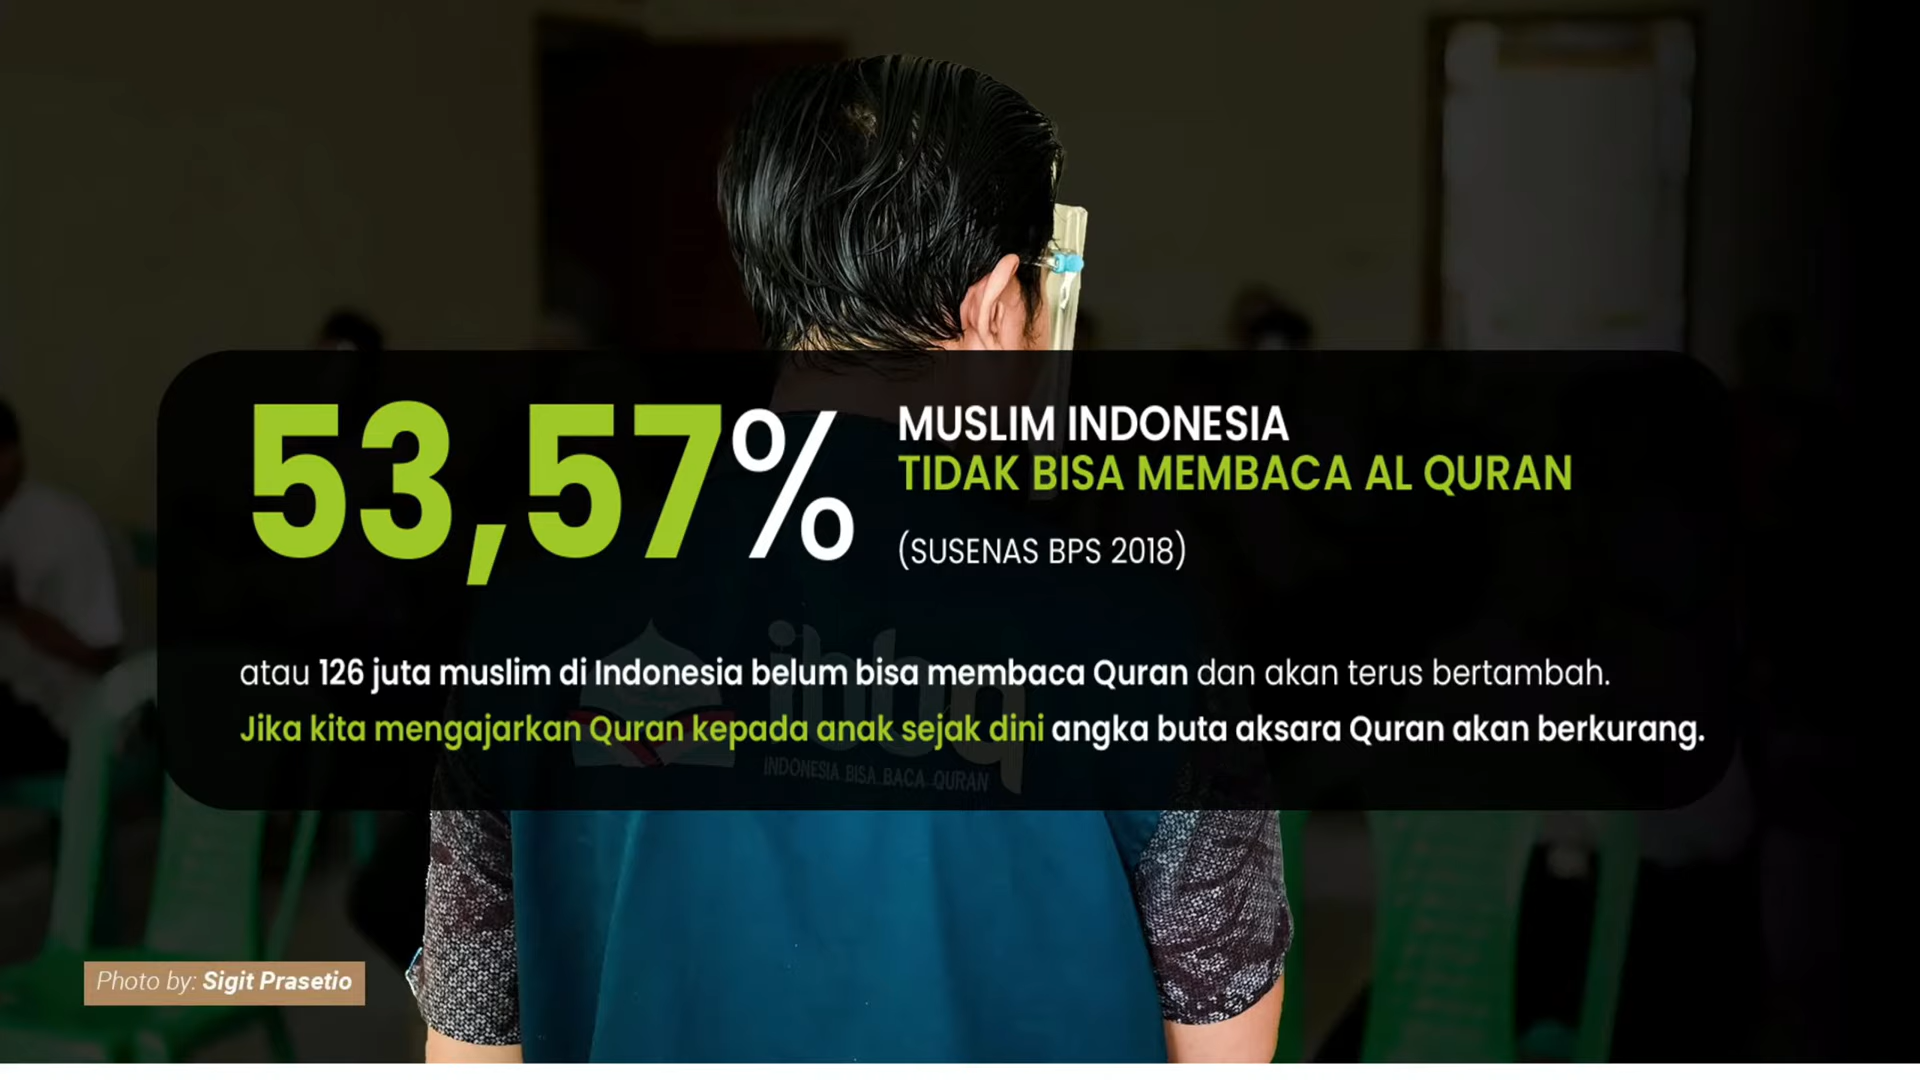 53,57%
MUSLIM INDONESIA
TIDAK BISA MEMBACA AL QURAN
(SUSENAS BPS 2018)
atau 126 juta muslim di Indonesia belum bisa membaca Quran dan akan terus bertambah.
Jika kita mengajarkan Quran kepada anak sejak dini angka buta aksara Quran akan berkurang.
ibbq
INDONESIA BISA BACA QURAN
Photo by: Sigit Prasetio